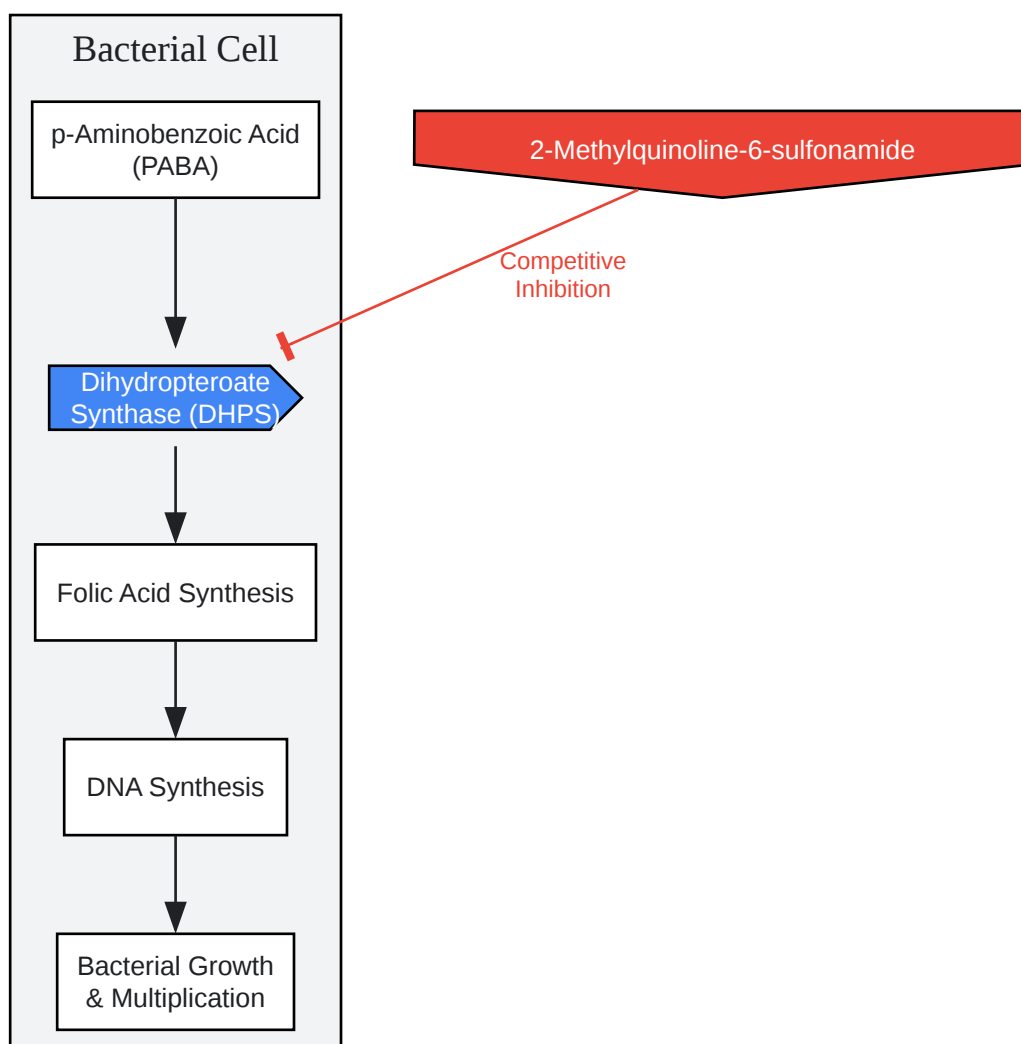 Bacterial Cell
p-Aminobenzoic Acid
(PABA)
2-Methylquinoline-6-sulfonamide
Competitive
Inhibition
Dihydropteroate
Synthase (DHPS)
Folic Acid Synthesis
DNA Synthesis
Bacterial Growth
& Multiplication